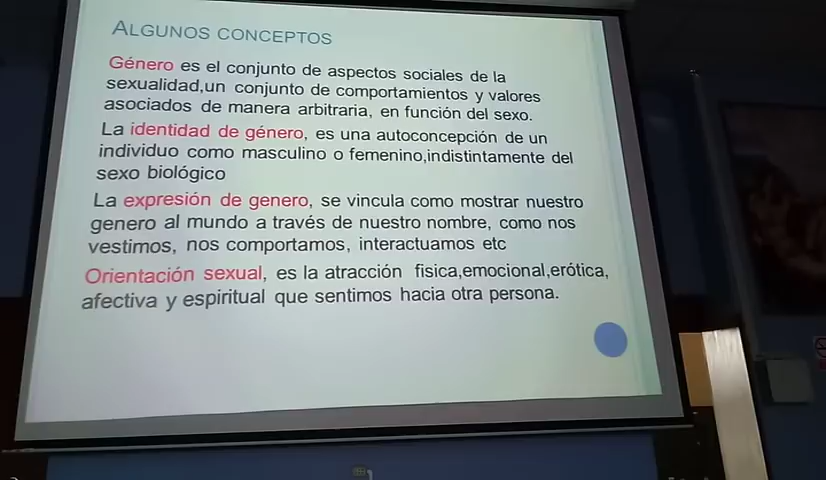 ALGUNOS CONCEPTOS
Género es el conjunto de aspectos sociales de la
sexualidad,un conjunto de comportamientos y valores
asociados de manera arbitraria, en función del sexo.
La identidad de género, es una autoconcepción de un
individuo como masculino o femenino,indistintamente del
sexo biológico
La expresión de genero, se vincula como mostrar nuestro
genero al mundo a través de nuestro nombre, como nos
vestimos, nos comportamos, interactuamos etc
Orientación sexual, es la atracción fisica,emocional,erótica,
afectiva y espiritual que sentimos hacia otra persona.